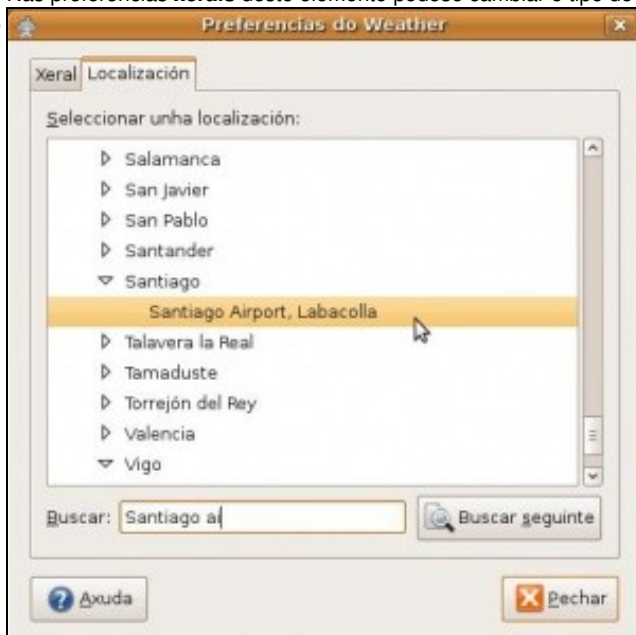 Preferencias do Weather
Xeral Localización
Seleccionar unha localización:
Salamanca
San Javier
San Pablo
Santander
Santiago
Santiago Airport, Labacolla
Talavera la Real
Tamaduste
Torrejón del Rey
Valencia
Vigo
Buscar: Santiago ai Buscar seguinte
Axuda Pechar